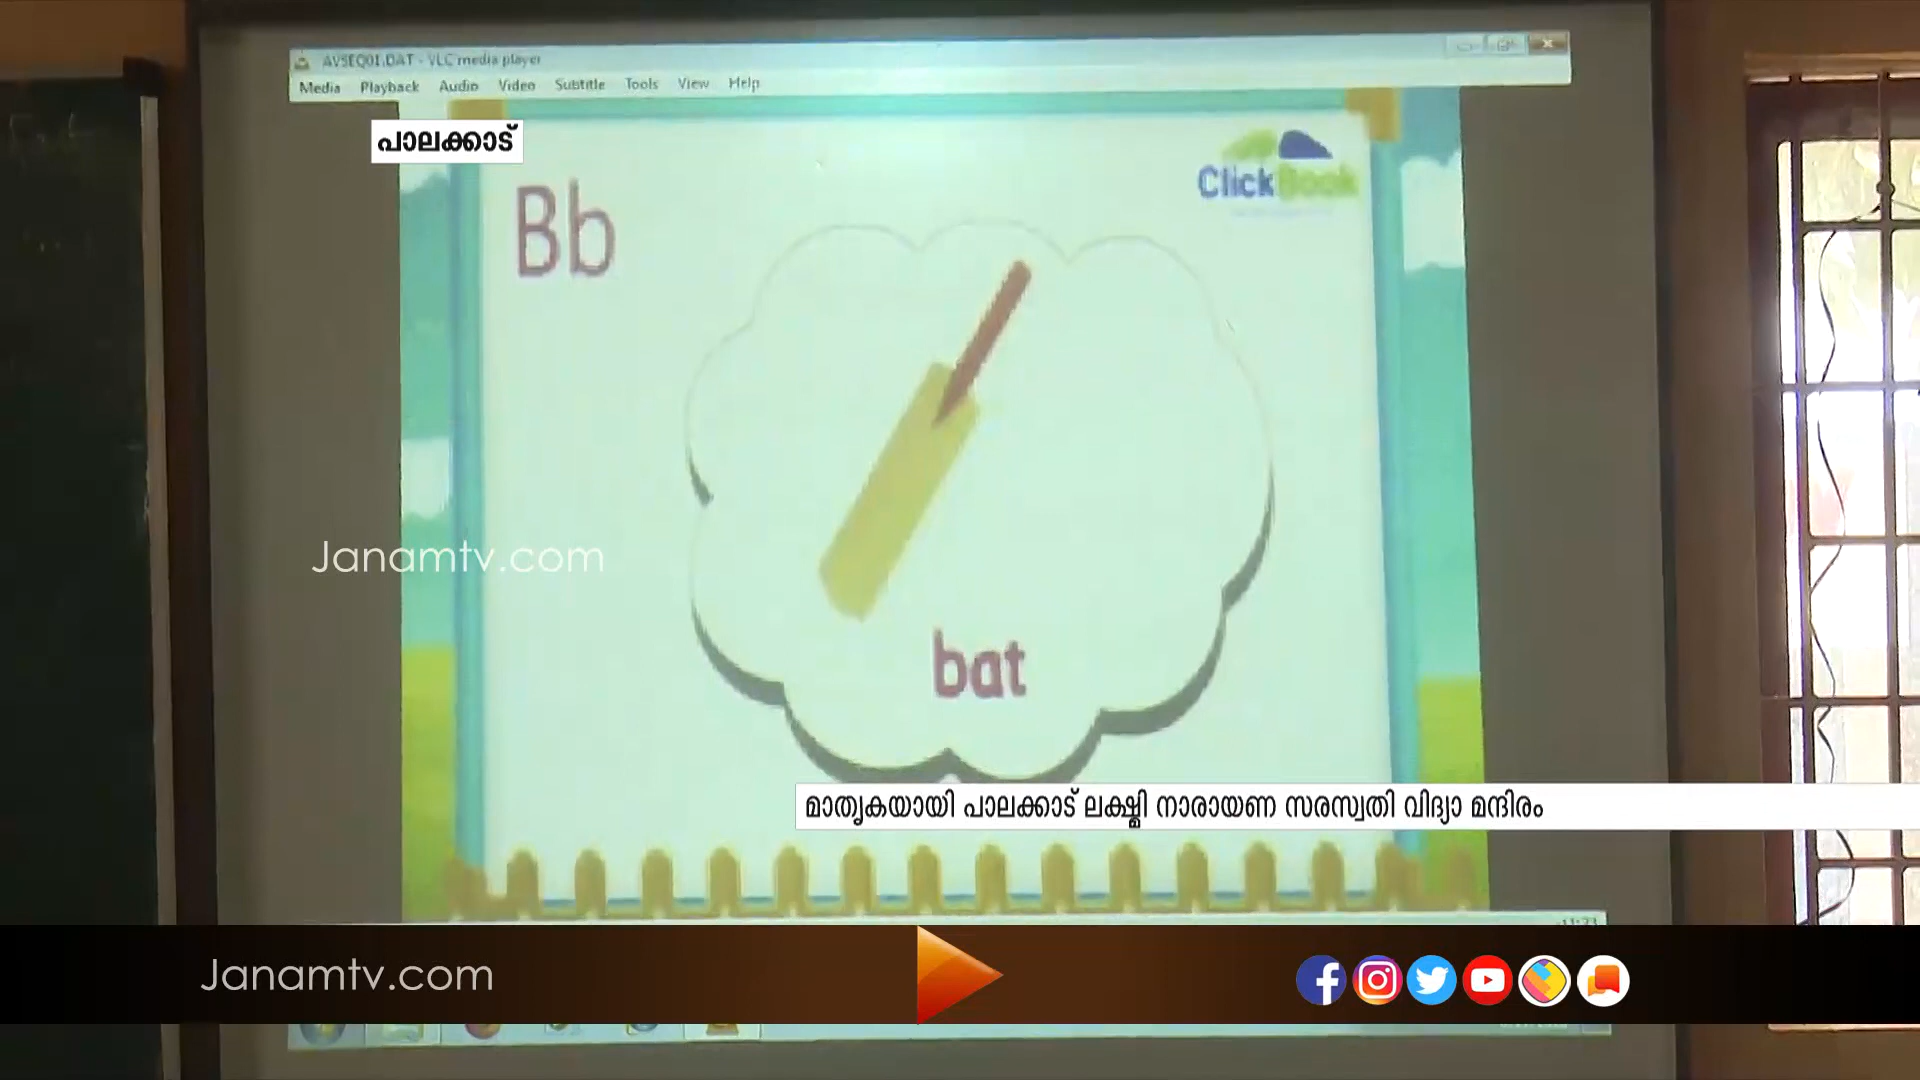 AVSEQ01.DAT - VLC media player
Media Playback Audio Video Subtitle Tools View Help
പാലക്കാട്
ClickBook
Bb
Janamtv.com
bat
മാതൃകയായി പാലക്കാട് ലക്ഷ്മി നാരായണ സരസ്വതി വിദ്യാ മന്ദിരം
Janamtv.com